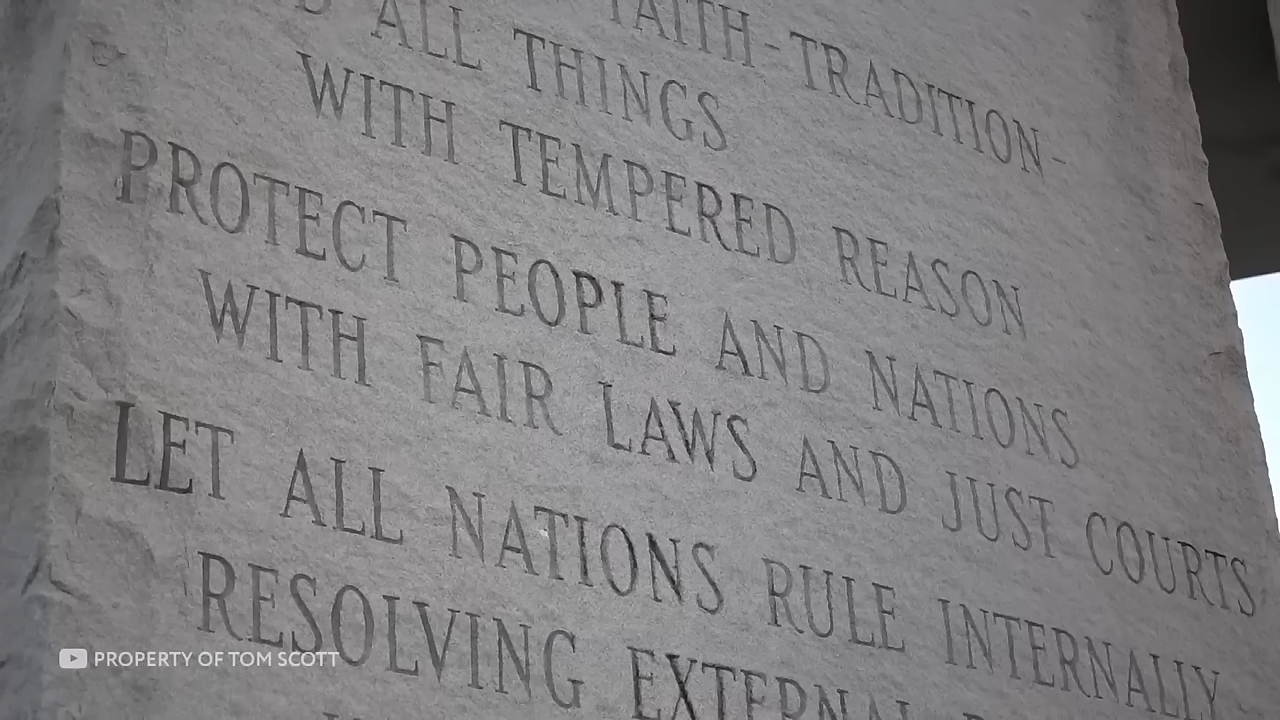 FAITH-TRADITION-
ALL THINGS
WITH TEMPERED REASON
PROTECT PEOPLE AND NATIONS
WITH FAIR LAWS AND JUST COURTS
LET ALL NATIONS RULE INTERNALLY
RESOLVING EXTERNAL
PROPERTY OF TOM SCOTT